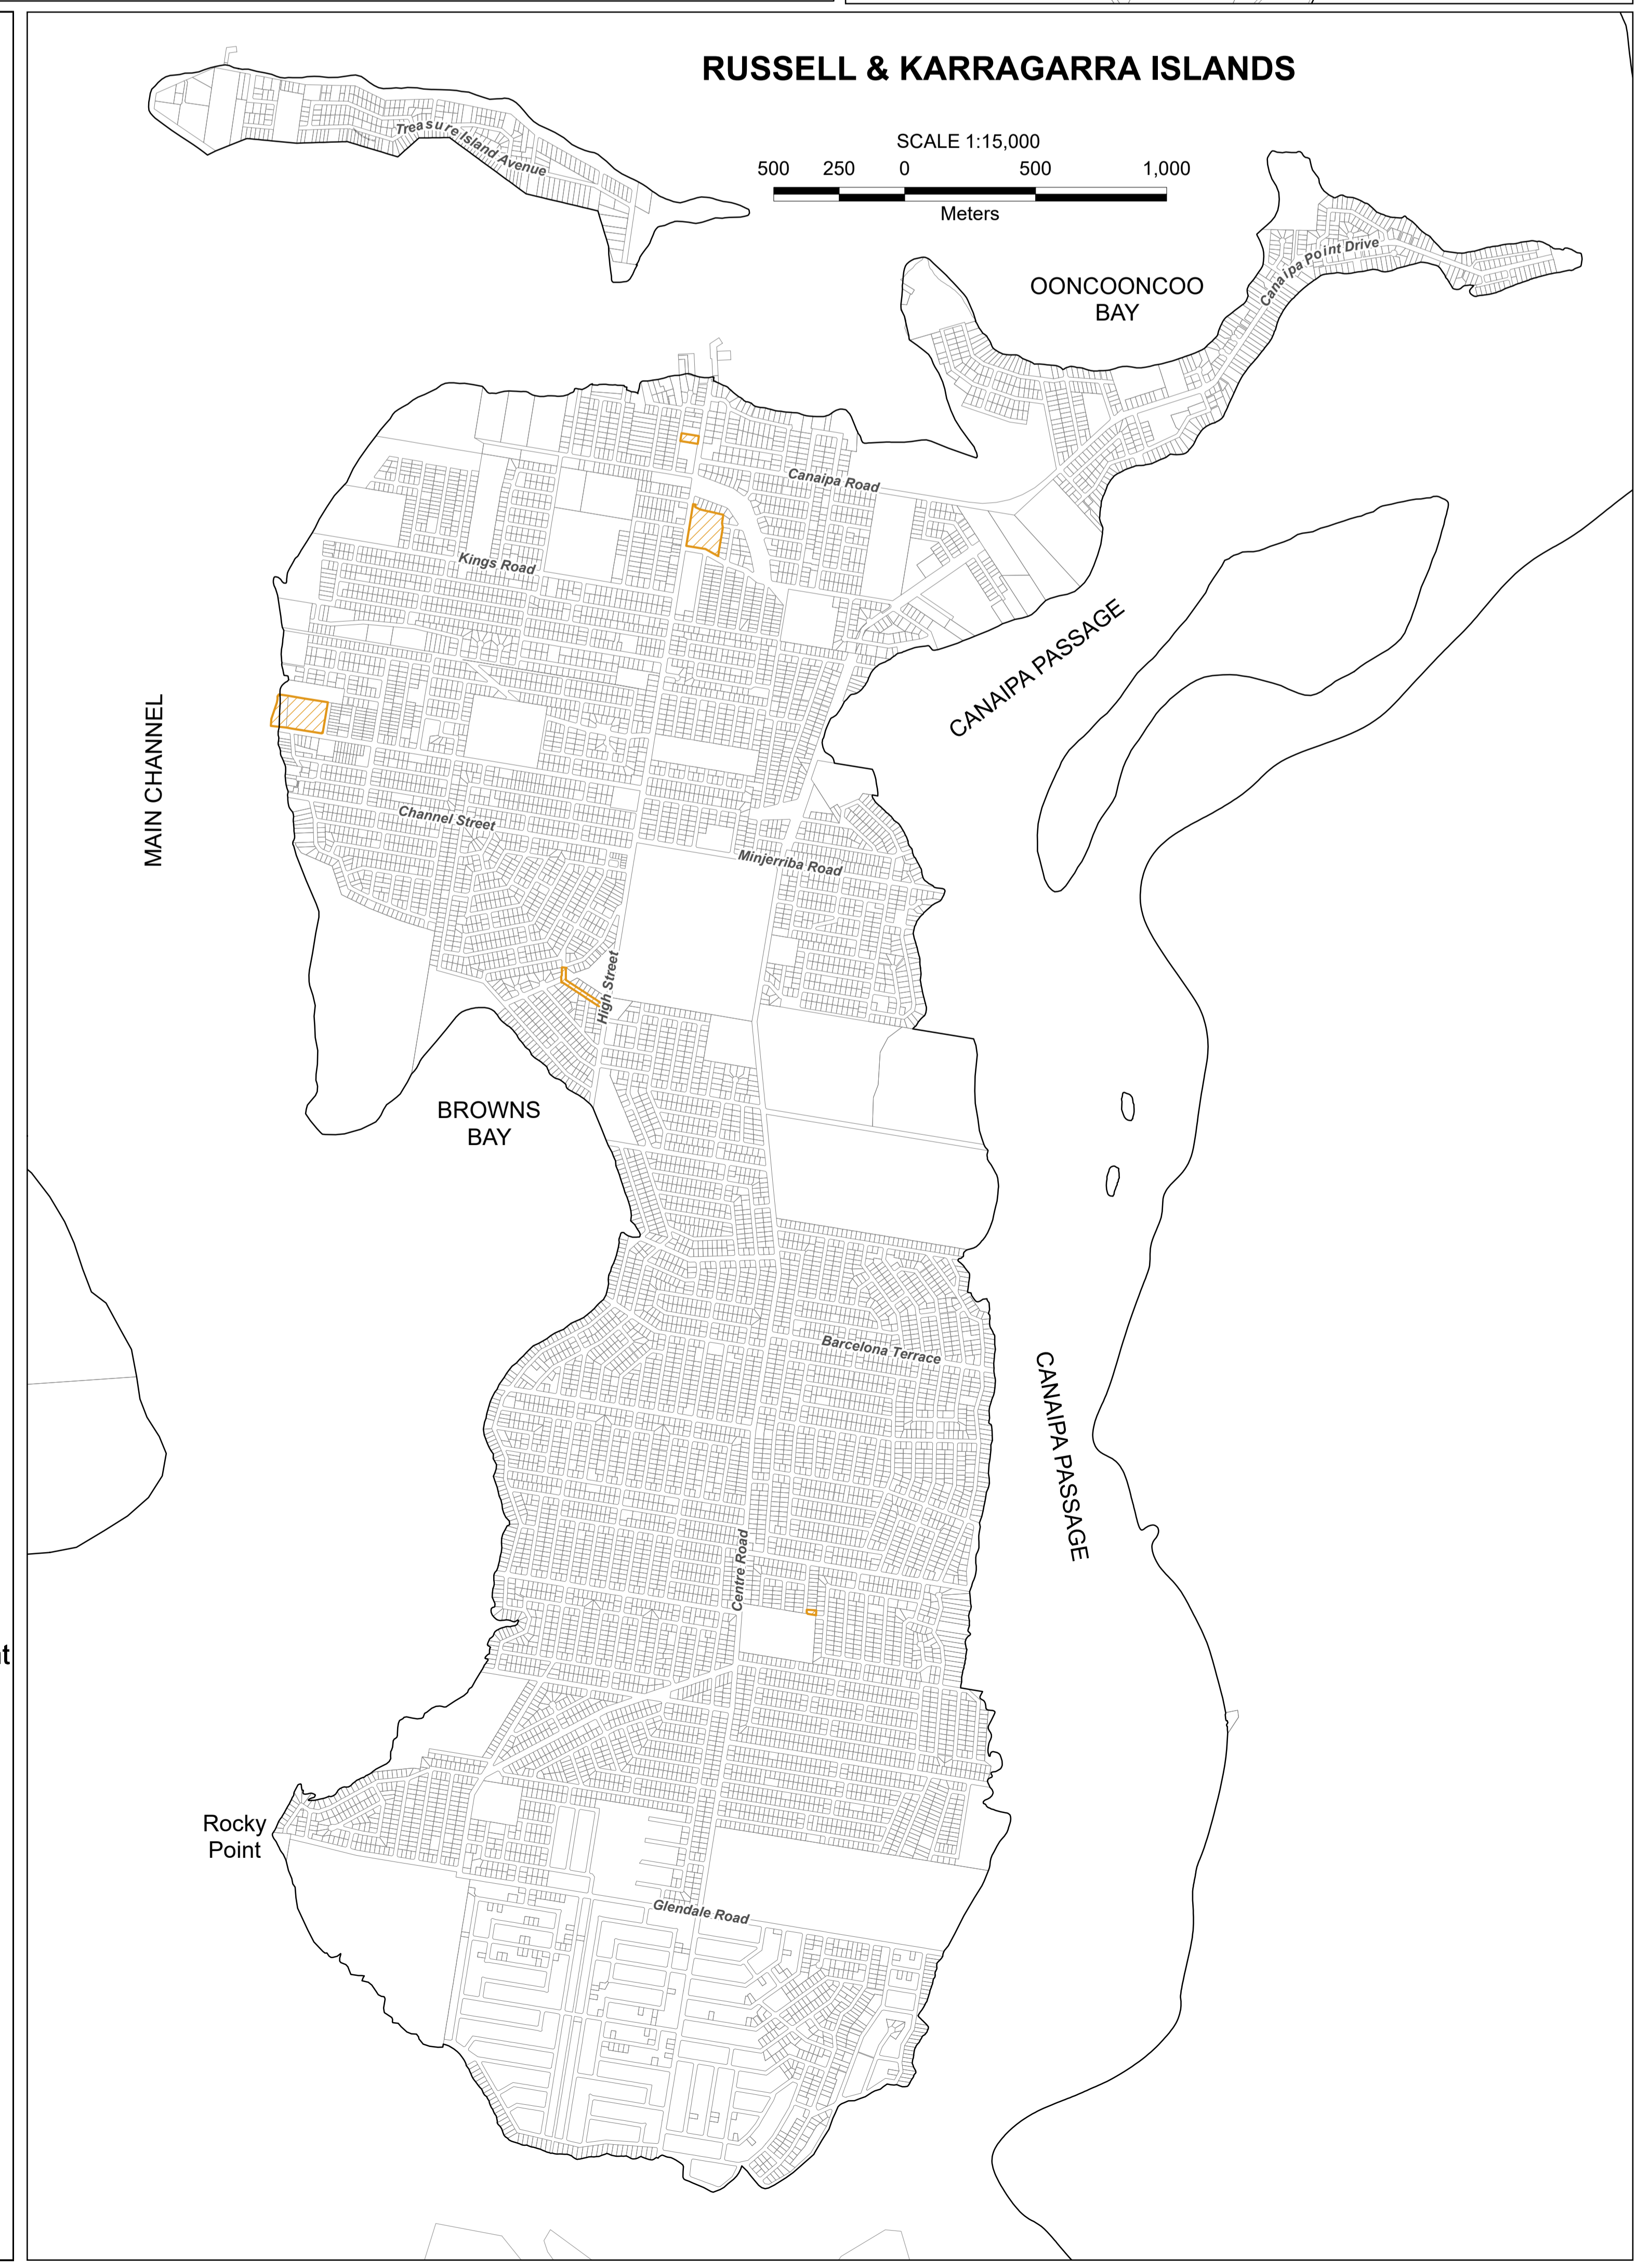 RUSSELL & KARRAGARRA ISLANDS
SCALE 1:15,000
500 250 0 500 1,000
Meters
Treasure Island Avenue
Canaipa Point Drive
OONCOONCOO
BAY
Canaipa Road
Kings Road
CANAIPA PASSAGE
MAIN CHANNEL
Channel Street
Minjerriba Road
High Street
BROWNS
BAY
Barcelona Terrace
CANAIPA PASSAGE
Centre Road
Rocky
Point
Glendale Road